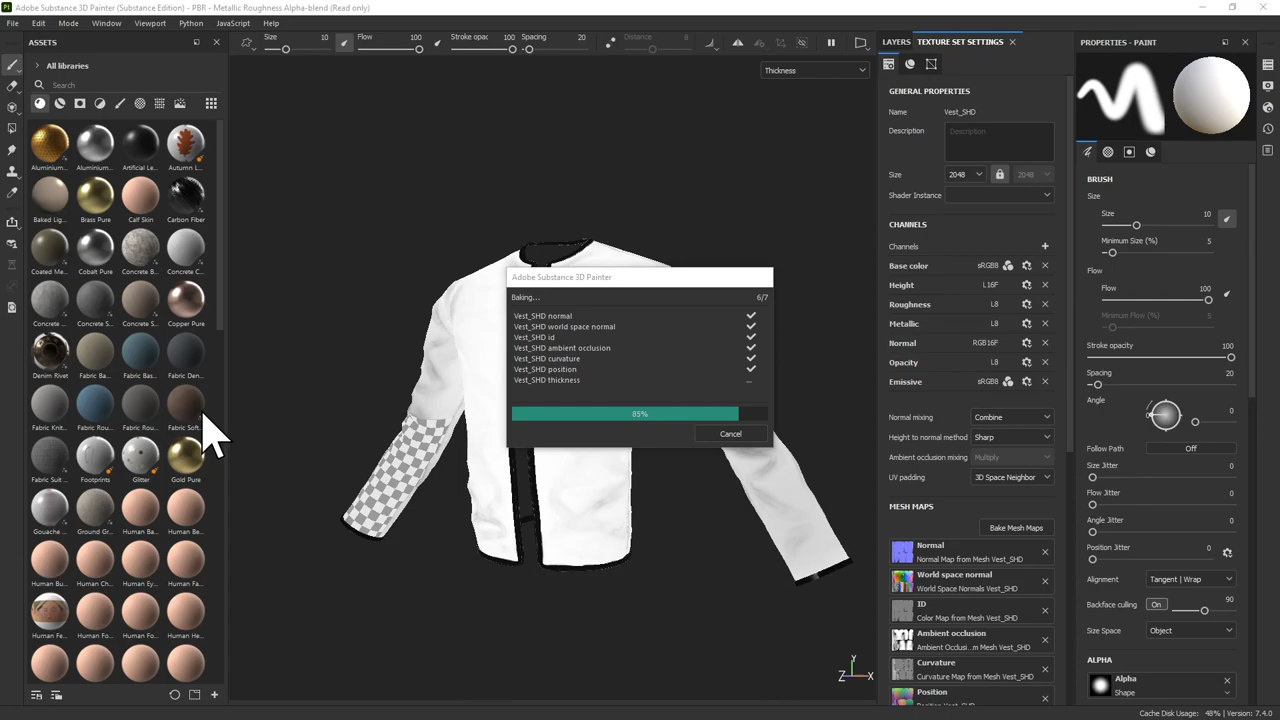 Adobe Substance 3D Painter (Substance Edition) - PBR - Metallic Roughness Alpha-blend (Read only)
File Edit Mode Window Viewport Python JavaScript Help
ASSETS
All libraries
Search
Aluminium... Aluminium... Artificial Le... Autumn L...
Baked Lig... Brass Pure Calf Skin Carbon Fiber
Coated Me... Cobalt Pure Concrete B... Concrete C...
Concrete ... Concrete S... Concrete S... Copper Pure
Denim Rivet Fabric Ba... Fabric Bas... Fabric Den...
Fabric Knit... Fabric Rou... Fabric Rou... Fabric Soft...
Fabric Suit ... Footprints Glitter Gold Pure
Gouache ... Ground Gr... Human Ba... Human Be...
Human Bu... Human Ch... Human Ey... Human Fa...
Human Fe... Human Fo... Human Fo... Human He...
Size 10 Flow 100 Stroke opac 100 Spacing 20 Distance 8
Thickness
Adobe Substance 3D Painter
Baking... 6/7
Vest_SHD normal
Vest_SHD world space normal
Vest_SHD id
Vest_SHD ambient occlusion
Vest_SHD curvature
Vest_SHD position
Vest_SHD thickness ...
85%
Cancel
Y
Z X
LAYERS TEXTURE SET SETTINGS
GENERAL PROPERTIES
Name Vest_SHD
Description Description
Size 2048 2048
Shader Instance
CHANNELS
Channels
Base color sRGB8
Height L16F
Roughness L8
Metallic L8
Normal RGB16F
Opacity L8
Emissive sRGB8
Normal mixing Combine
Height to normal method Sharp
Ambient occlusion mixing Multiply
UV padding 3D Space Neighbor
MESH MAPS
Bake Mesh Maps
Normal
Normal Map from Mesh Vest_SHD
World space normal
World Space Normals Vest_SHD
ID
Color Map from Mesh Vest_SHD
Ambient occlusion
Ambient Occlusi...m Mesh Vest_SHD
Curvature
Curvature Map from Mesh Vest_SHD
Position
PROPERTIES - PAINT
BRUSH
Size
Size 10
Minimum Size (%) 5
Flow
Flow 100
Minimum Flow (%) 5
Stroke opacity 100
Spacing 20
Angle 0
Follow Path Off
Size Jitter 0
Flow Jitter 0
Angle Jitter 0
Position Jitter 0
Alignment Tangent | Wrap
Backface culling On 90
Size Space Object
ALPHA
Alpha
Shape
Cache Disk Usage: 48% | Version: 7.4.0